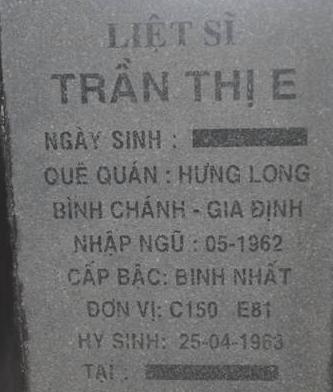 LIỆT SĨ
TRẦN THỊ E
NGÀY SINH :
QUÊ QUÁN : HƯNG LONG
BÌNH CHÁNH - GIA ĐỊNH
NHẬP NGŨ : 05-1962
CẤP BẬC: BINH NHẤT
ĐƠN VỊ: C150 E81
HY SINH: 25-04-1963
TẠI :